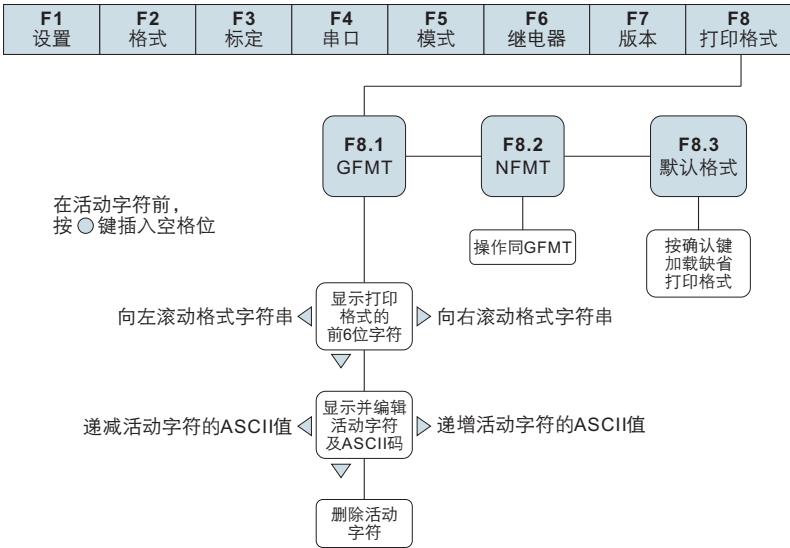 F1 F2 F3 F4 F5 F6 F7 F8
设置 格式 标定 串口 模式 继电器 版本 打印格式
F8.1 F8.2 F8.3
GFMT NFMT 默认格式
在活动字符前，
按 键插入空格位
操作同GFMT
按确认键
加载缺省
打印格式
向左滚动格式字符串
显示打印
格式的
前6位字符
向右滚动格式字符串
递减活动字符的ASCII值
显示并编辑
活动字符
及ASCII码
递增活动字符的ASCII值
删除活动
字符